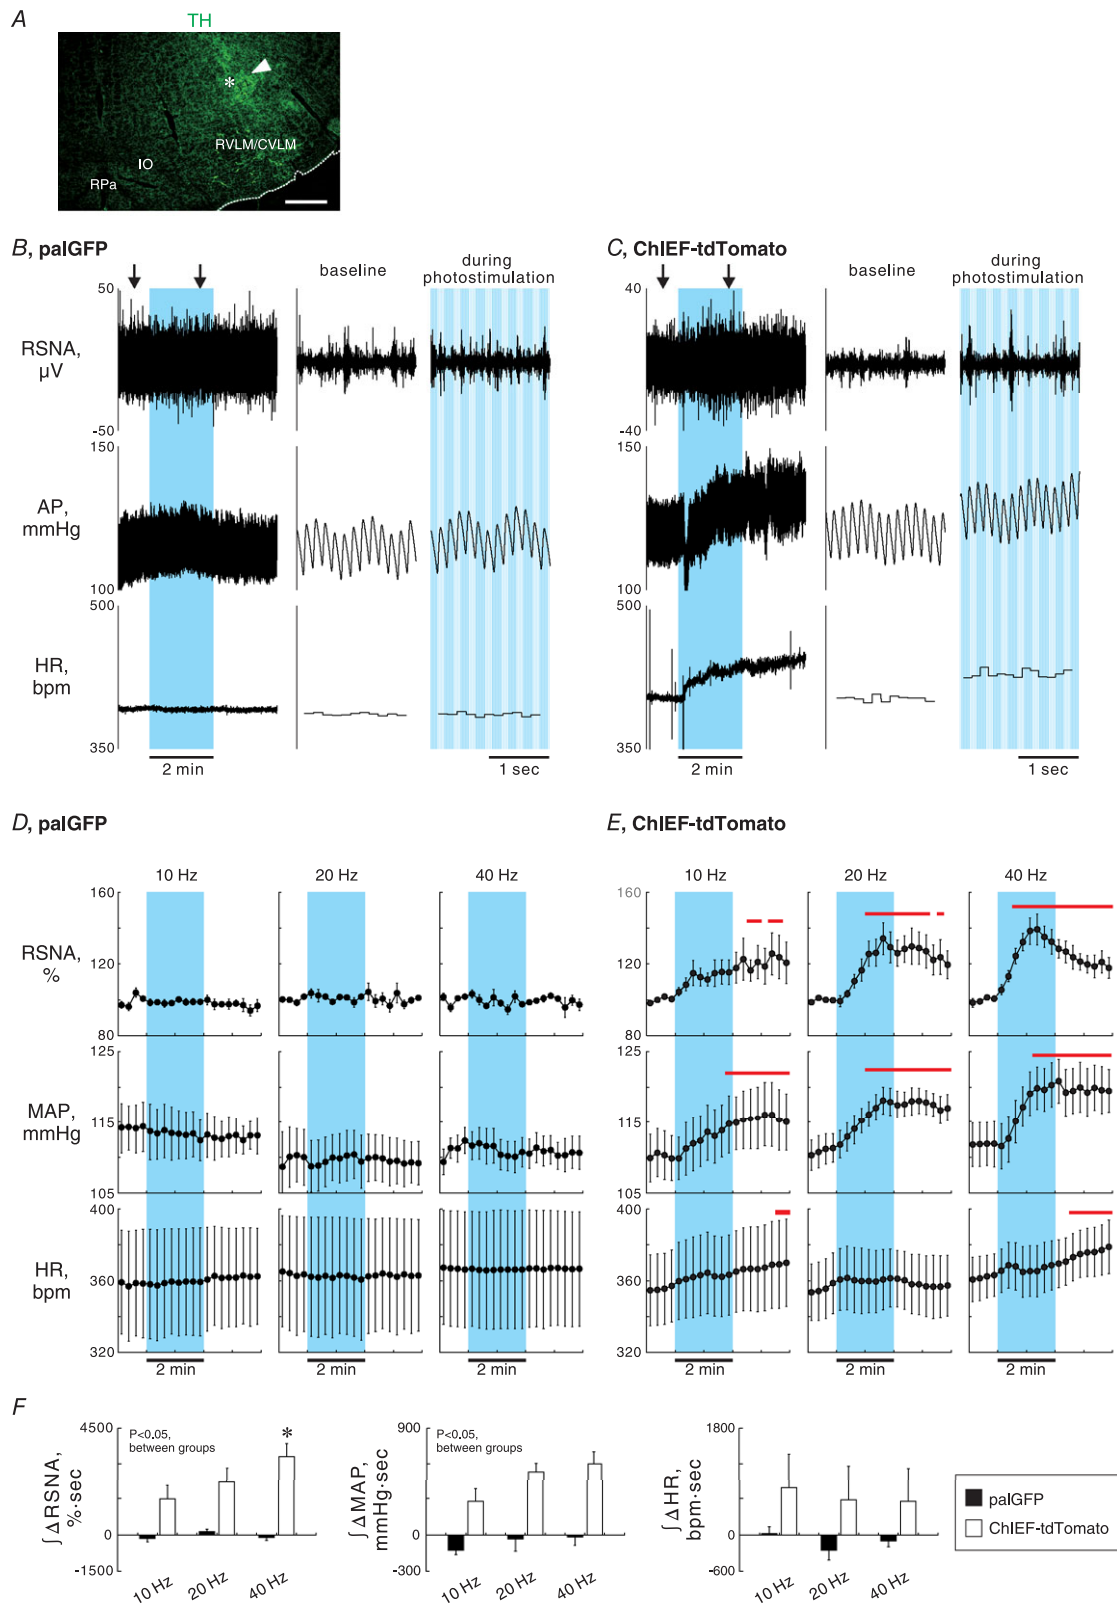 A
TH
*
RVLM/CVLM
IO
RPa
B, palGFP
baseline
during
photostimulation
50
RSNA,
µV
-50
150
AP,
mmHg
100
500
HR,
bpm
350
2 min
1 sec
C, ChIEF-tdTomato
baseline
during
photostimulation
40
-40
150
100
500
350
2 min
1 sec
D, palGFP
10 Hz
20 Hz
40 Hz
160
RSNA,
%
120
80
125
MAP,
mmHg
115
105
400
HR,
bpm
360
320
2 min
2 min
2 min
E, ChIEF-tdTomato
10 Hz
20 Hz
40 Hz
160
120
80
125
115
105
400
360
320
2 min
2 min
2 min
F
∫ΔRSNA,
%·sec
4500
P<0.05,
between groups
*
0
-1500
10 Hz
20 Hz
40 Hz
∫ΔMAP,
mmHg·sec
900
P<0.05,
between groups
0
-300
10 Hz
20 Hz
40 Hz
∫ΔHR,
bpm·sec
1800
0
-600
10 Hz
20 Hz
40 Hz
palGFP
ChIEF-tdTomato